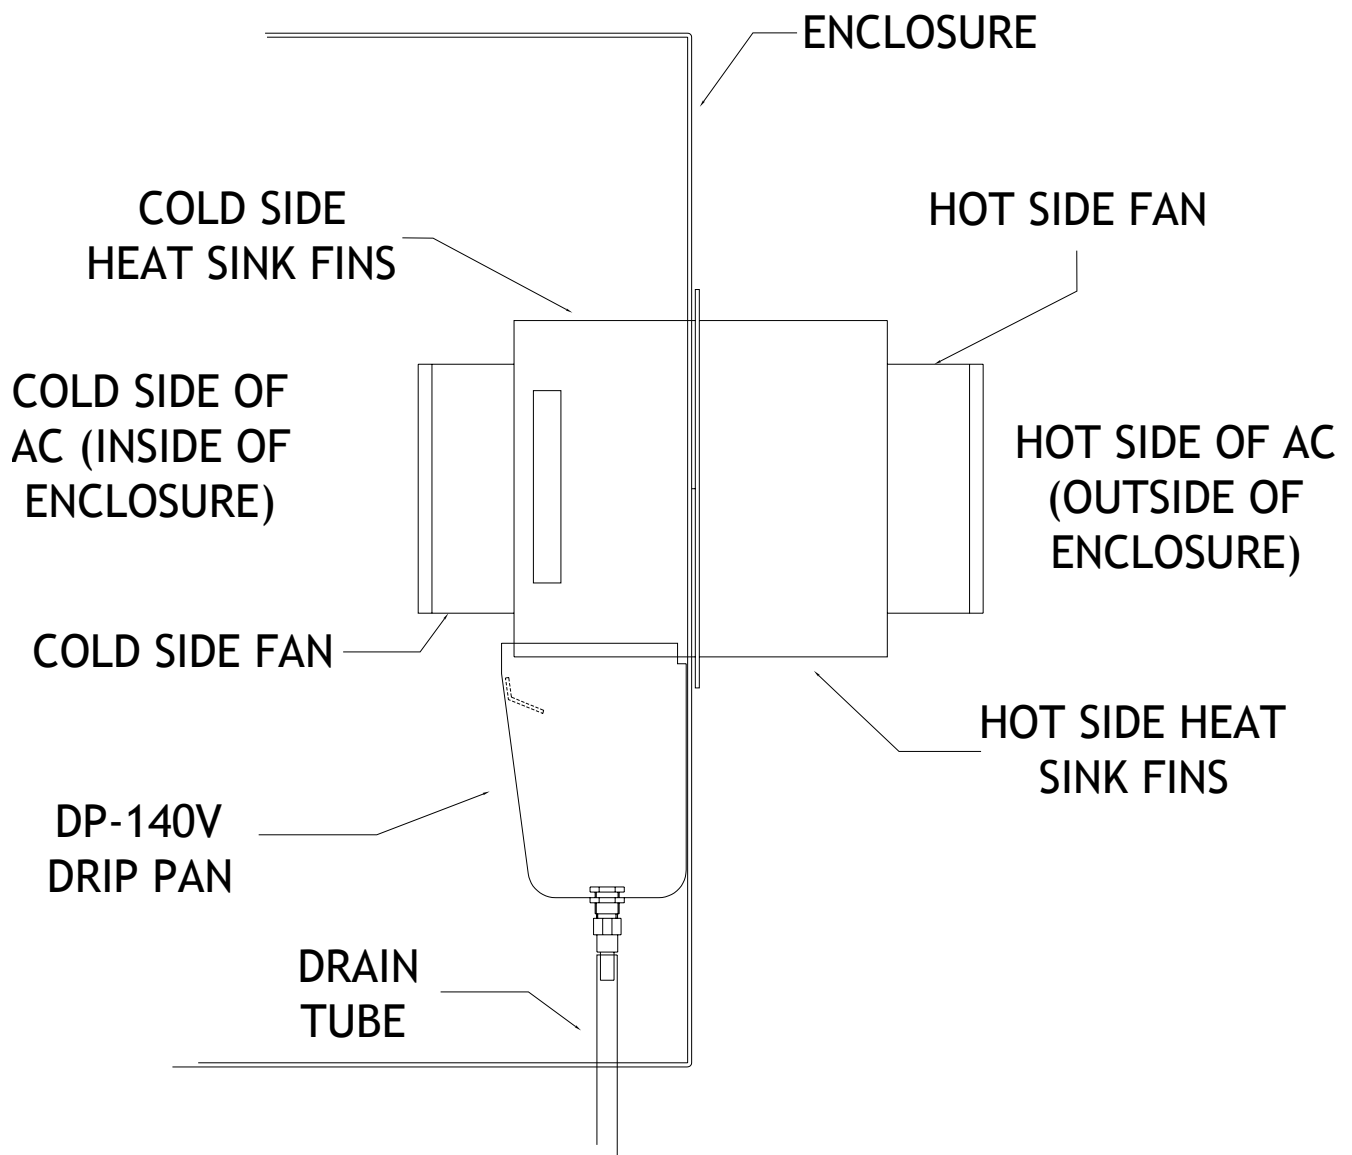 ENCLOSURE
COLD SIDE
HEAT SINK FINS
HOT SIDE FAN
COLD SIDE OF
AC (INSIDE OF
ENCLOSURE)
HOT SIDE OF AC
(OUTSIDE OF
ENCLOSURE)
COLD SIDE FAN
HOT SIDE HEAT
SINK FINS
DP-140V
DRIP PAN
DRAIN
TUBE